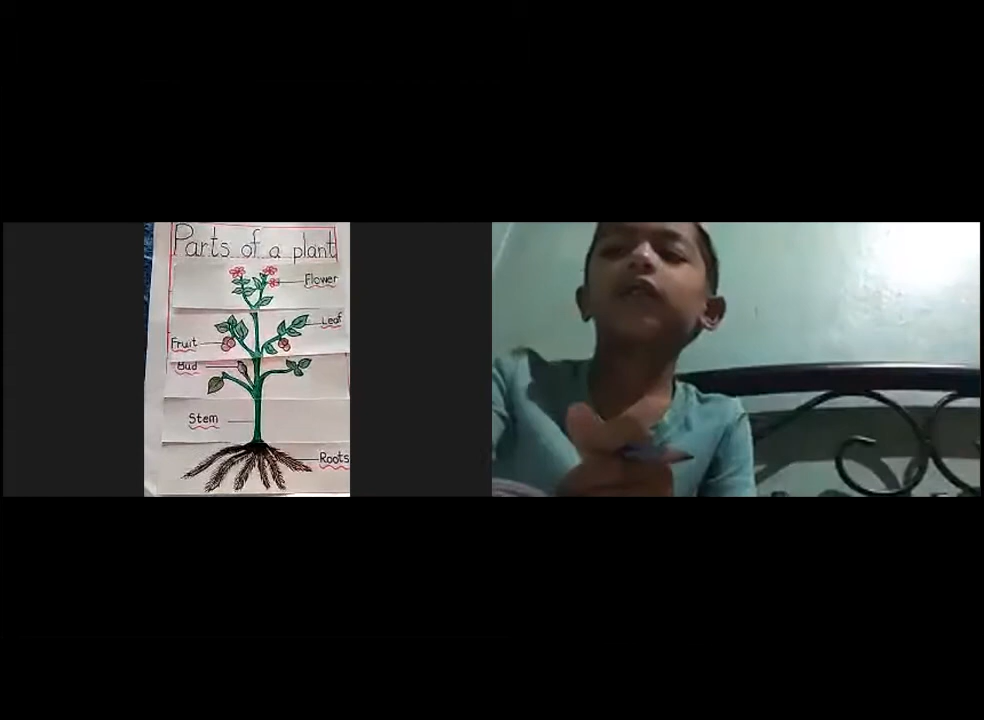 Parts of a plant
Flower
Leaf
Fruit
Bud
Stem
Roots